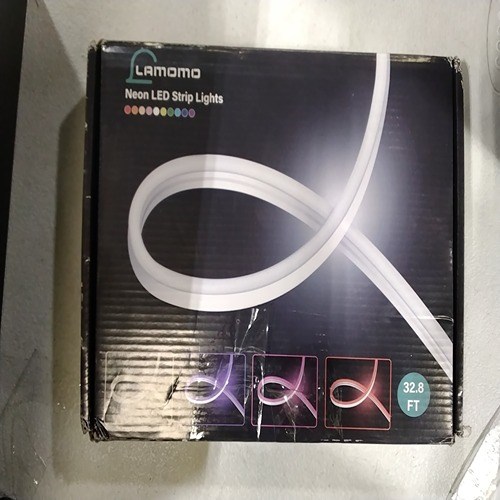 LAMOMO
Neon LED Strip Lights
32.8
FT